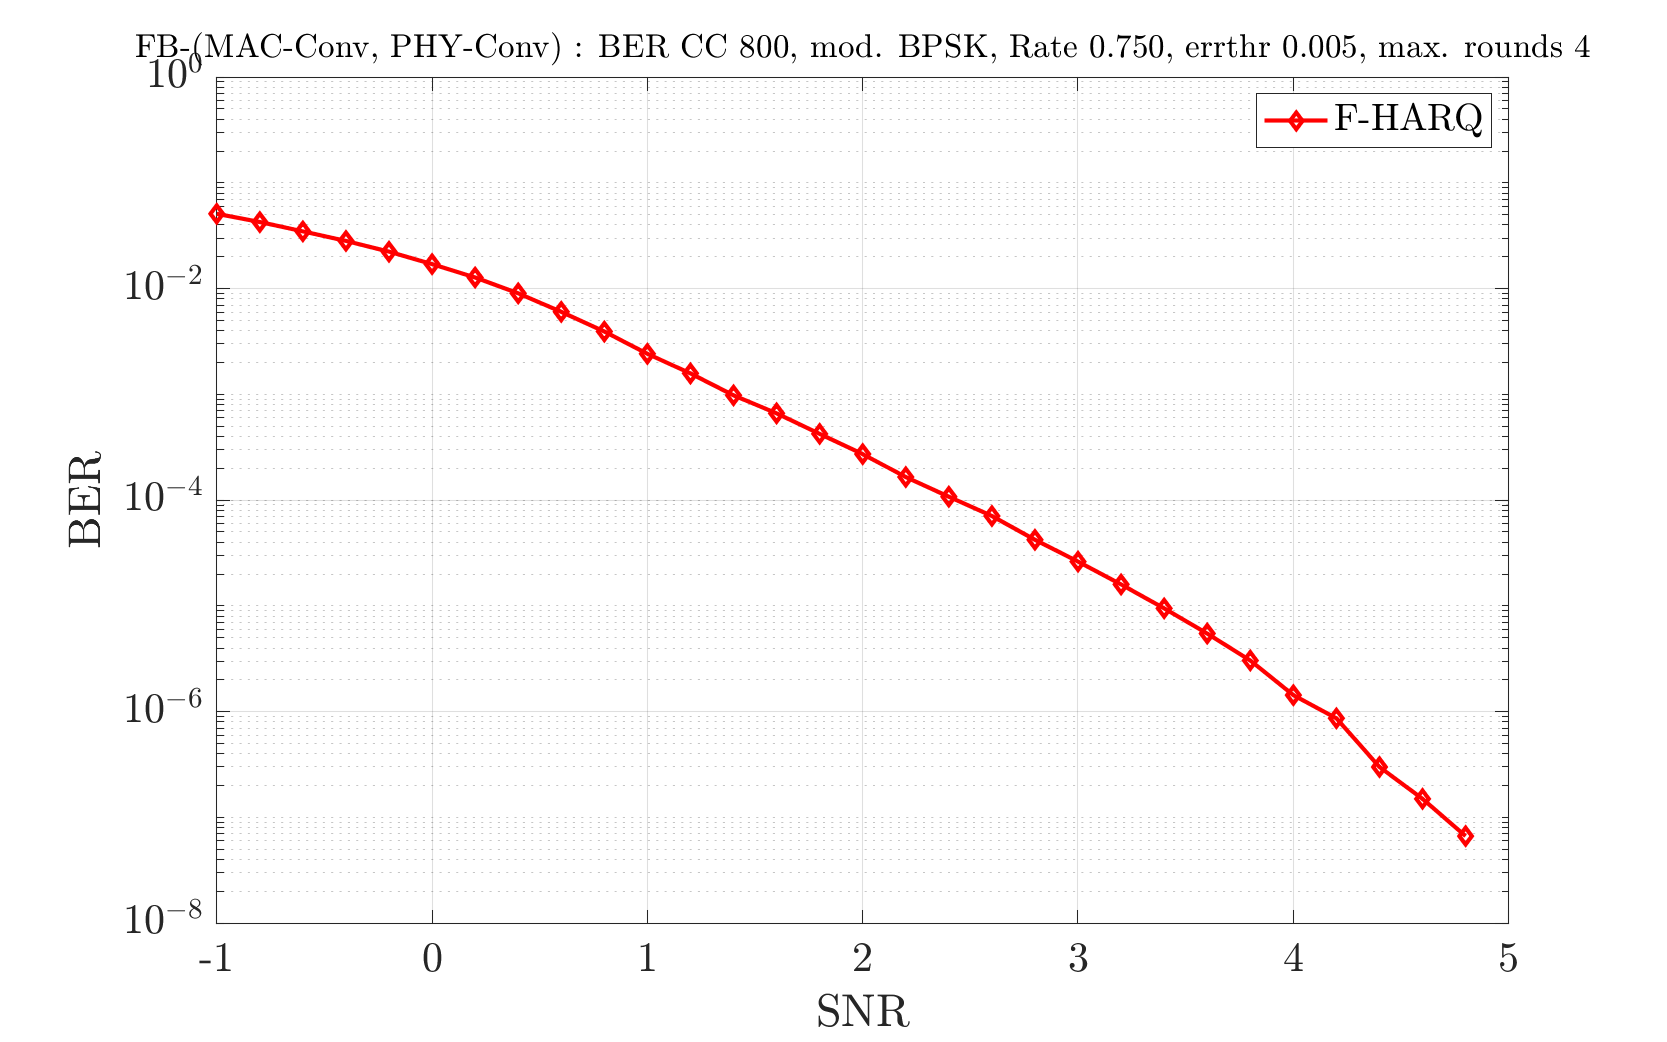 FB-(MAC-Conv, PHY-Conv) : BER CC 800, mod. BPSK, Rate 0.750, errthr 0.005, max. rounds 4
F-HARQ
10^0
10^{-2}
10^{-4}
10^{-6}
10^{-8}
BER
-1 0 1 2 3 4 5
SNR